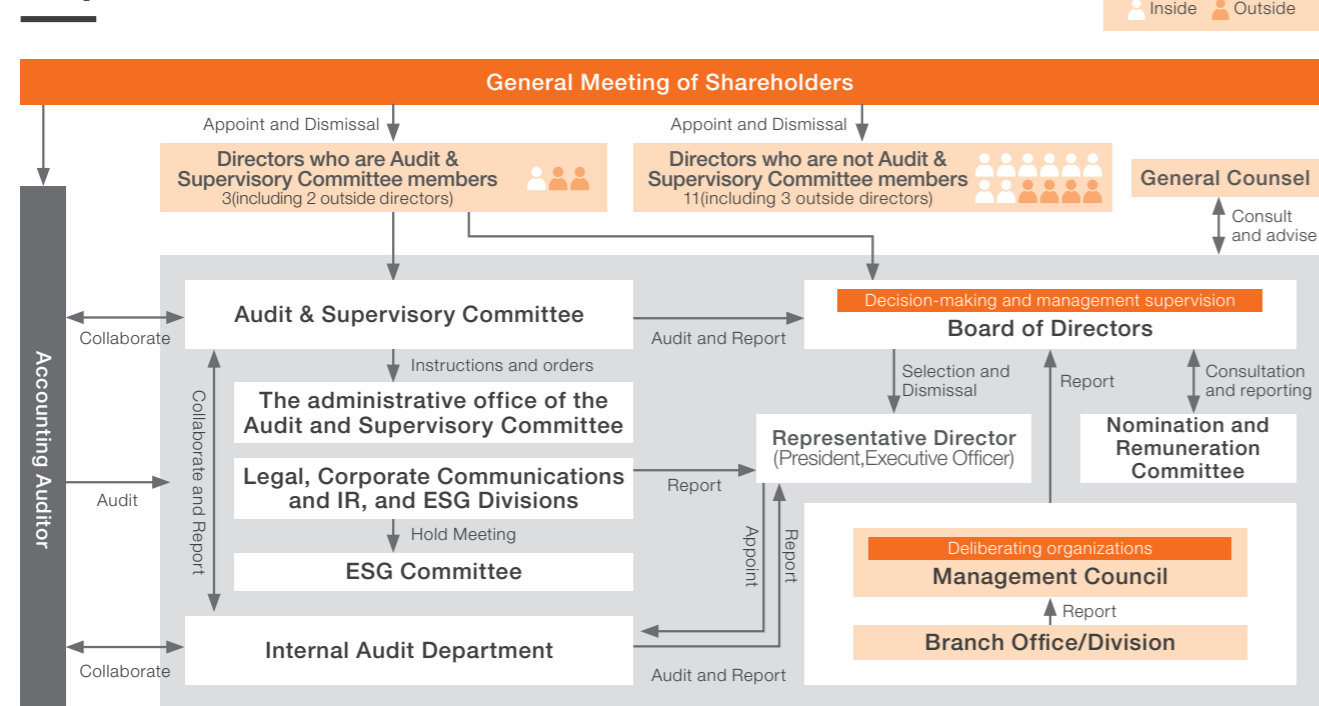 Inside
Outside
General Meeting of Shareholders
Appoint and Dismissal
Appoint and Dismissal
Directors who are Audit &
Supervisory Committee members
3(including 2 outside directors)
Directors who are not Audit &
Supervisory Committee members
11(including 3 outside directors)
General Counsel
Consult
and advise
Accounting Auditor
Collaborate
Audit & Supervisory Committee
Audit and Report
Decision-making and management supervision
Board of Directors
Instructions and orders
Selection and
Dismissal
Report
Consultation
and reporting
Collaborate and Report
The administrative office of the
Audit and Supervisory Committee
Representative Director
(President,Executive Officer)
Nomination and
Remuneration
Committee
Legal, Corporate Communications
and IR, and ESG Divisions
Report
Audit
Hold Meeting
Appoint
Report
ESG Committee
Deliberating organizations
Management Council
Report
Branch Office/Division
Internal Audit Department
Collaborate
Audit and Report